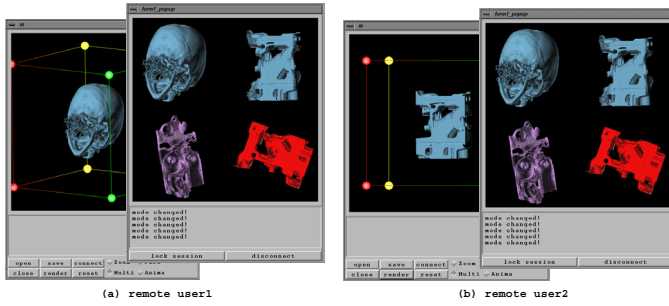 form1_popup
mode changed!
mode changed!
mode changed!
mode changed!
mode changed!
lock session disconnect
open save connect Zoom
close render reset Multi Anima
(a) remote user1
form1_popup
mode changed!
mode changed!
mode changed!
mode changed!
mode changed!
lock session disconnect
open save connect Zoom
close render reset Multi Anima
(b) remote user2